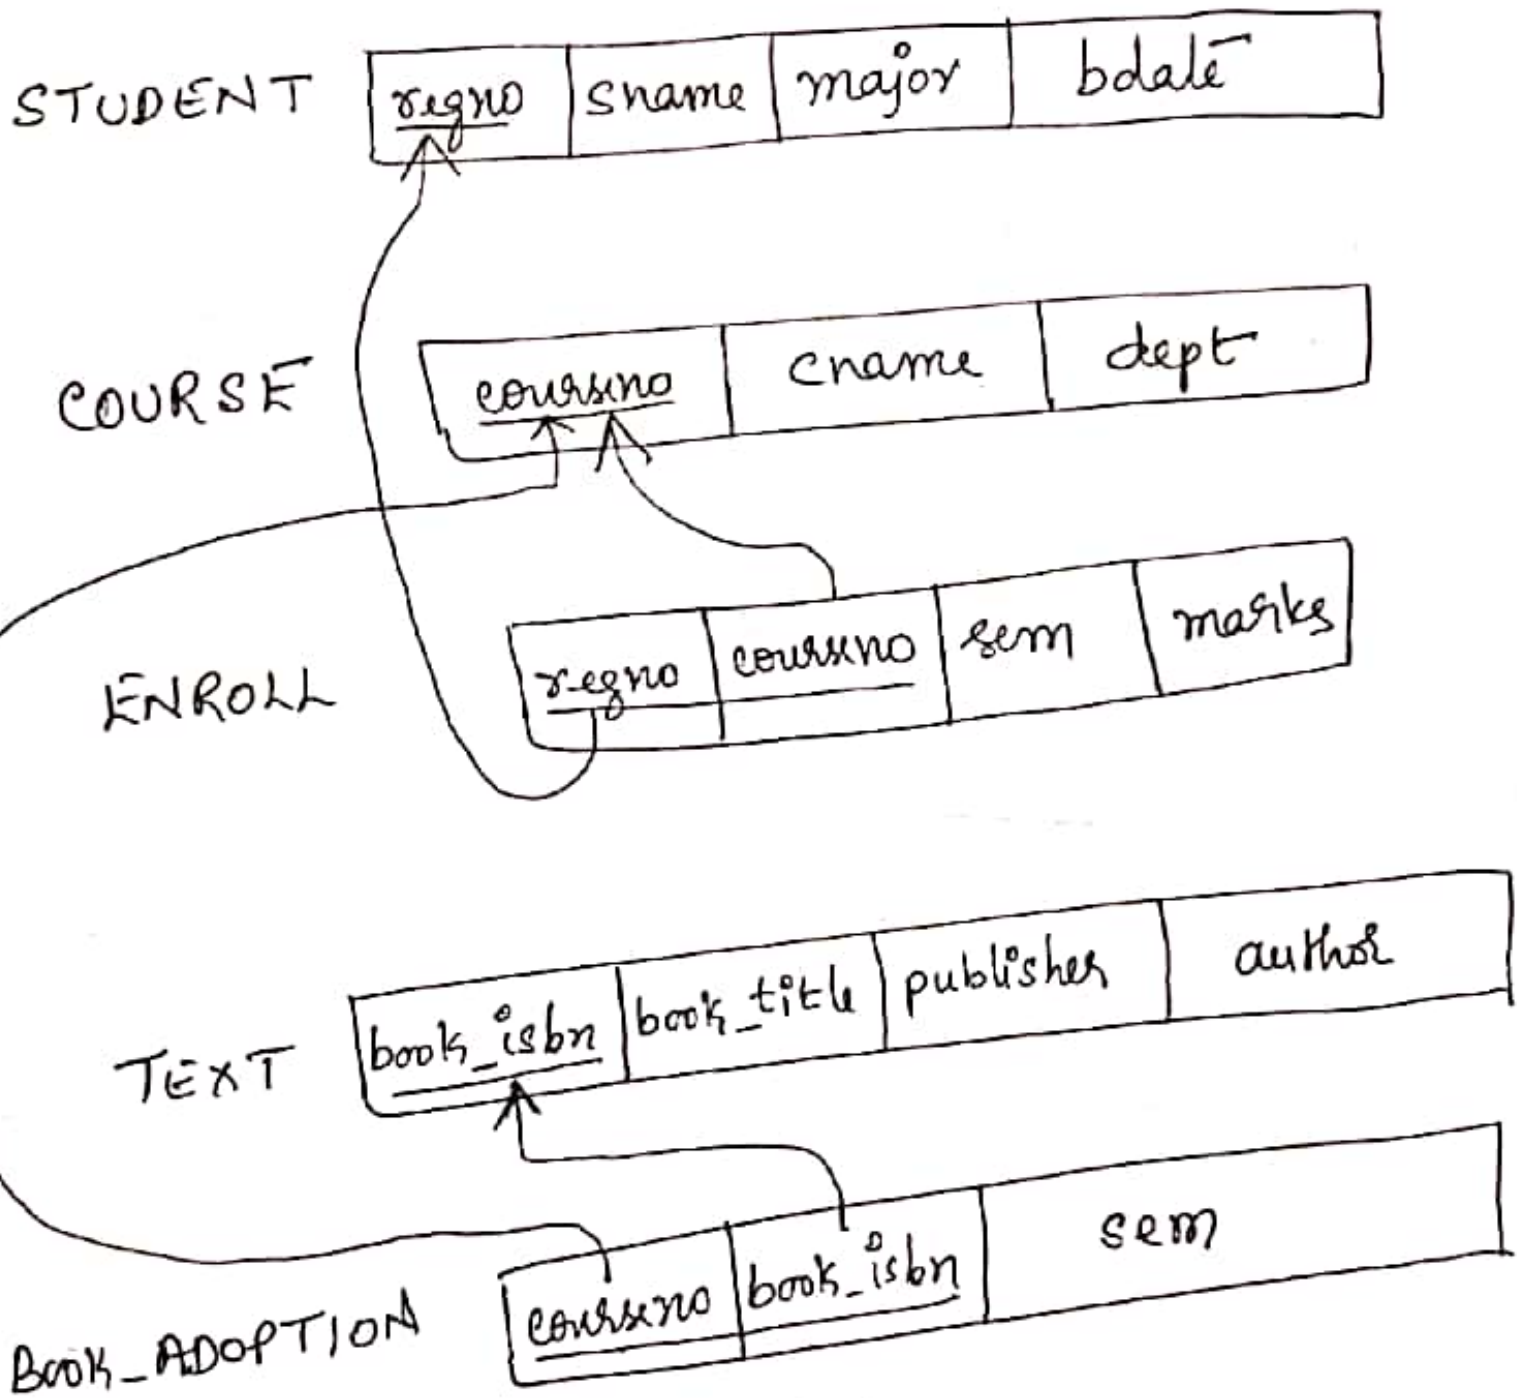 STUDENT regno sname major bdate
COURSE courseno cname dept
ENROLL regno courseno sem marks
TEXT book_isbn book_title publisher author
BOOK_ADOPTION courseno book_isbn sem